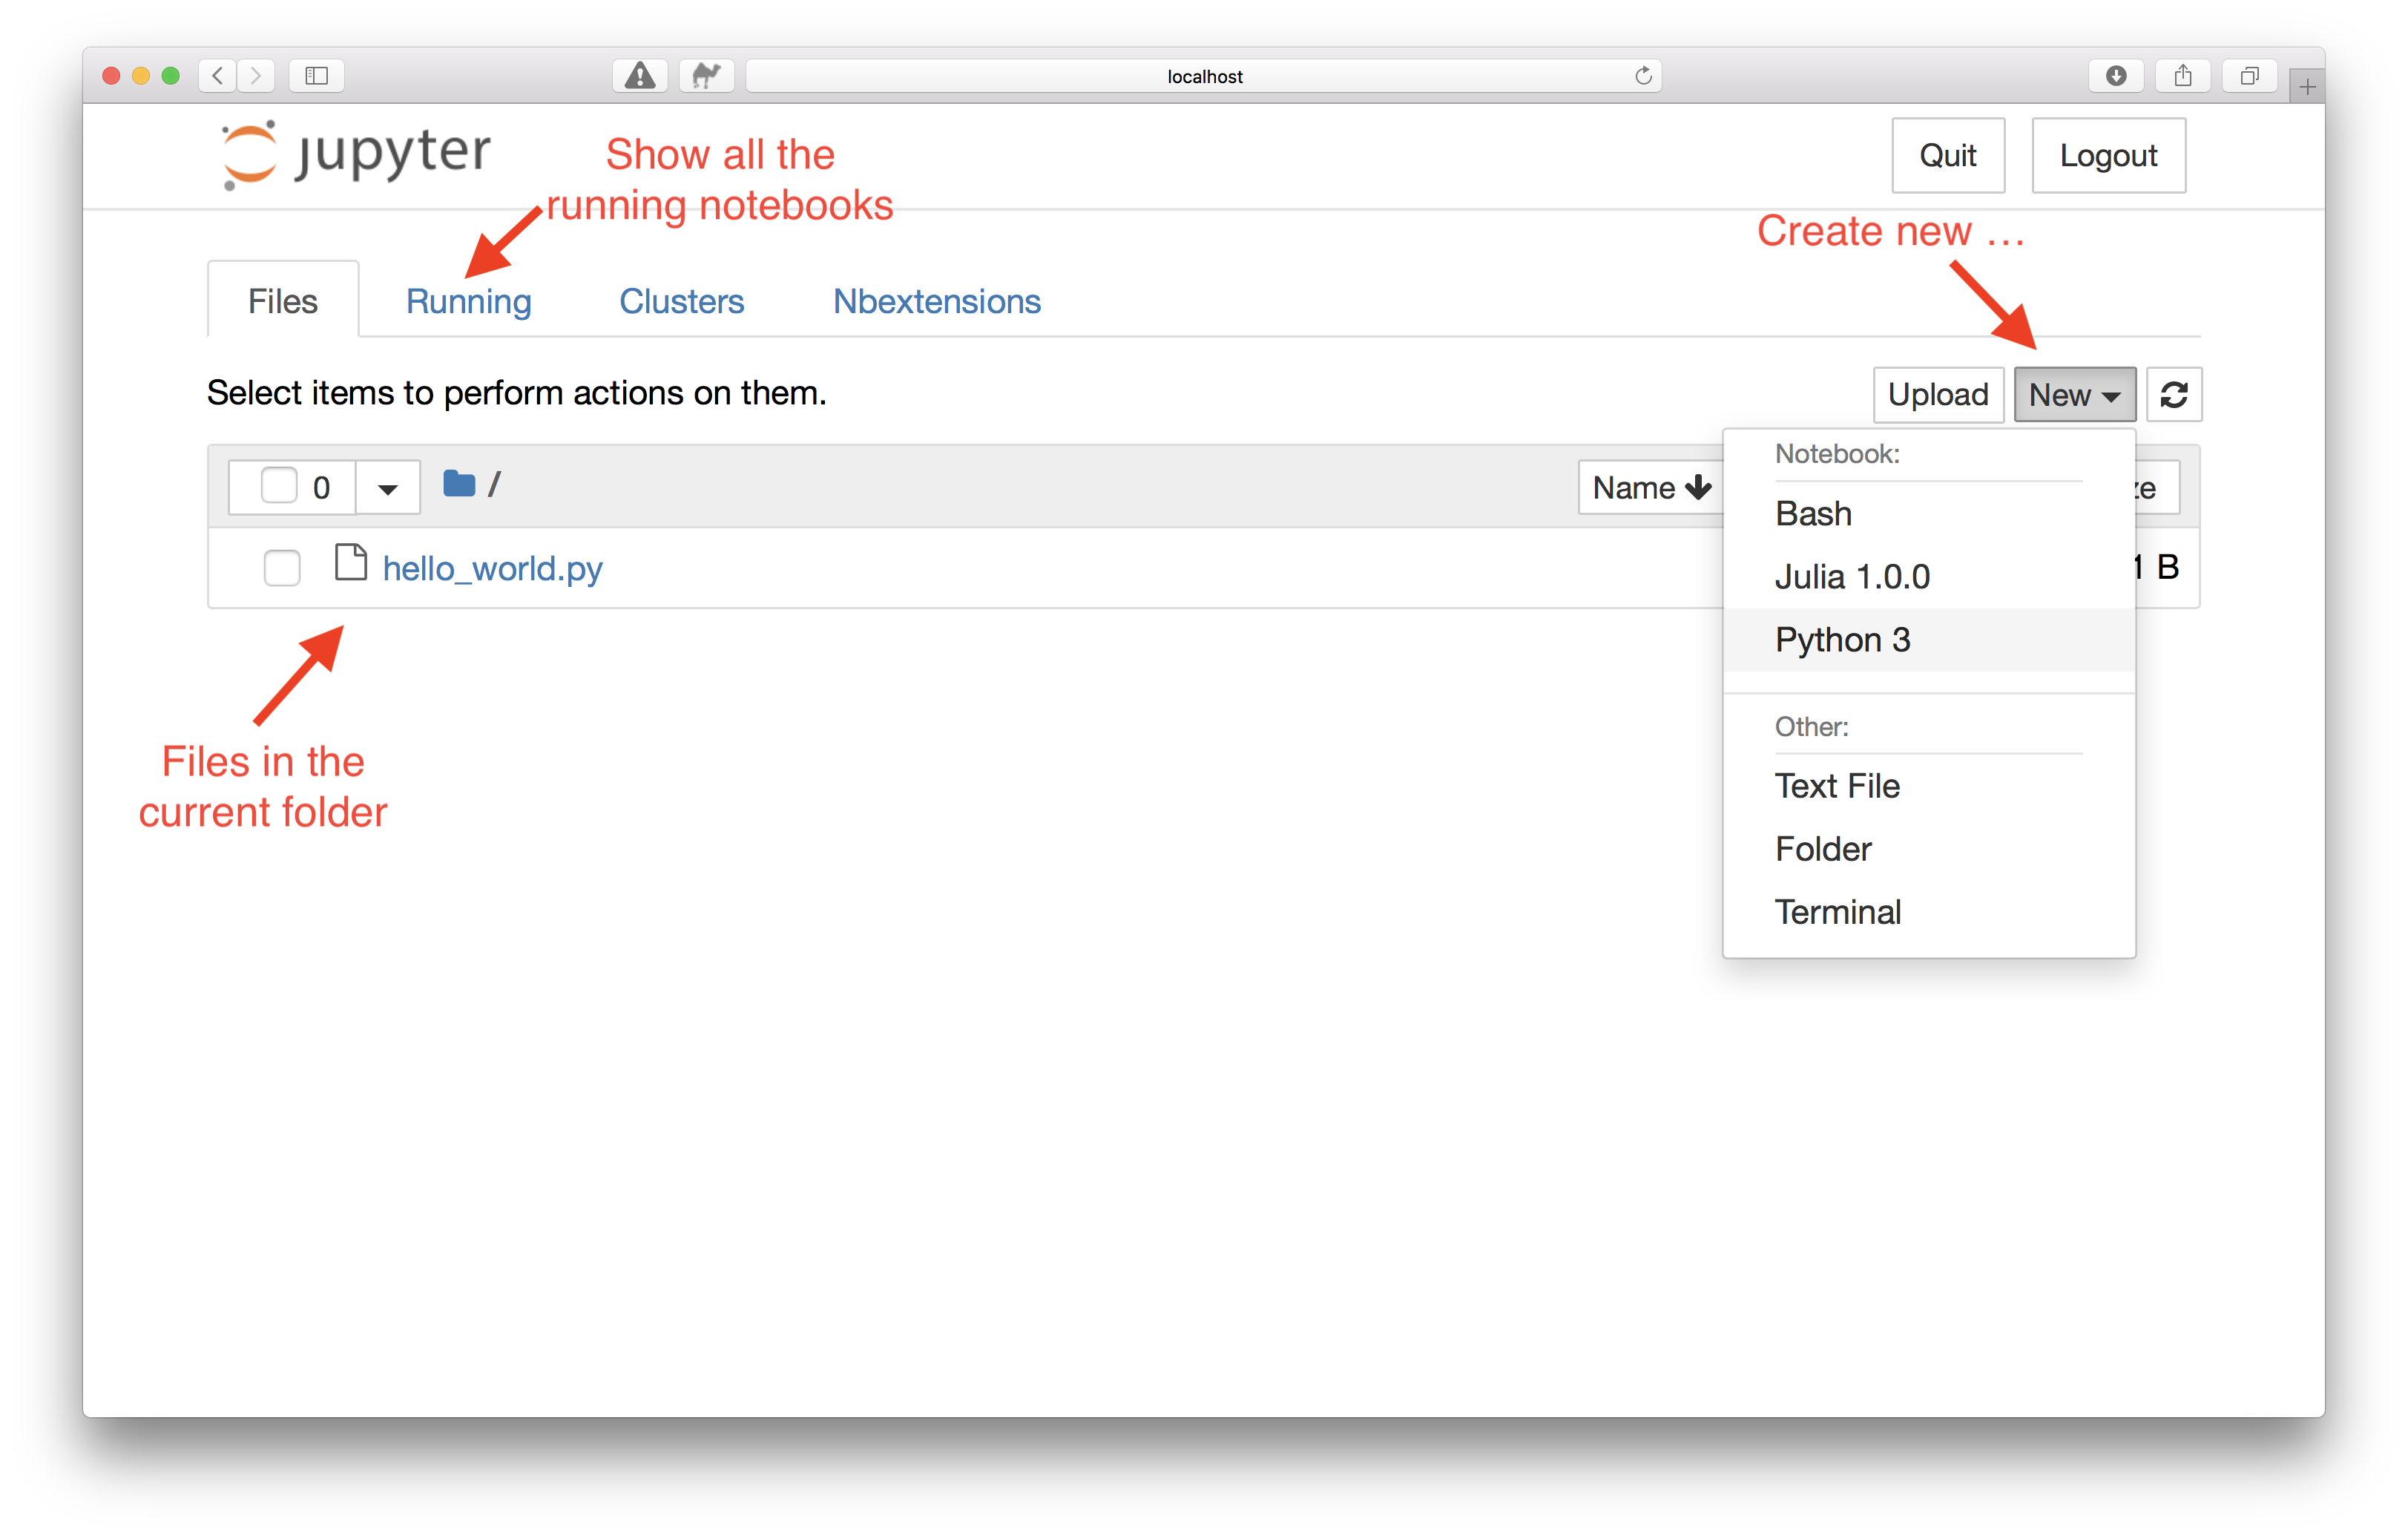 localhost
jupyter
Quit
Logout
Show all the
running notebooks
Create new ...
Files
Running
Clusters
Nbextensions
Select items to perform actions on them.
Upload
New
0
/
Name
Notebook:
Bash
Julia 1.0.0
Python 3
Other:
Text File
Folder
Terminal
hello_world.py
B
Files in the
current folder